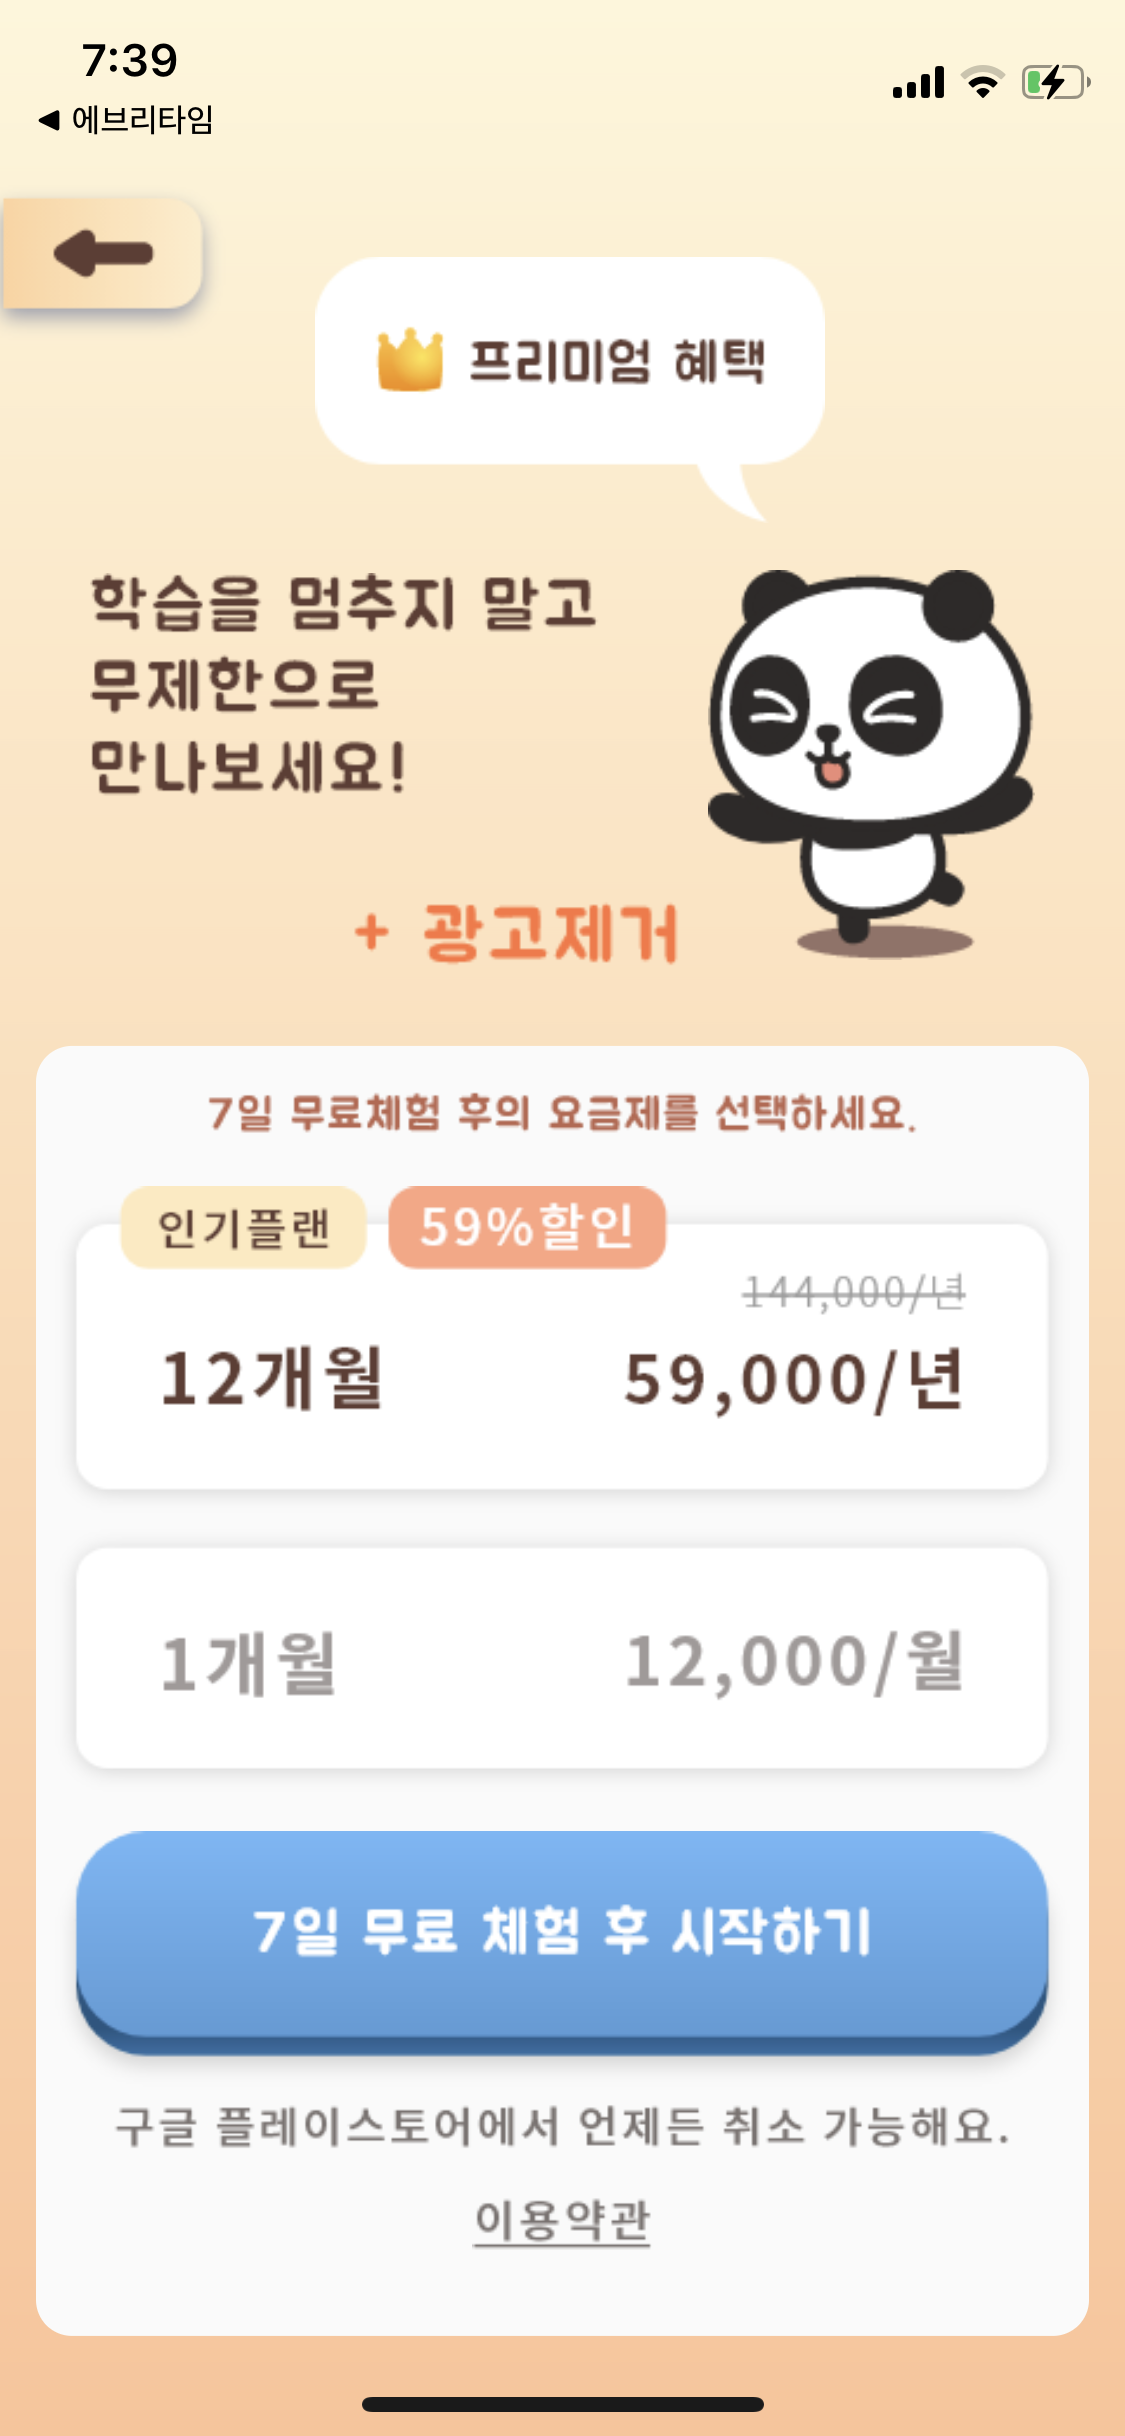 7:39
◀ 에브리타임
프리미엄 혜택
학습을 멈추지 말고
무제한으로
만나보세요!
+ 광고제거
7일 무료체험 후의 요금제를 선택하세요.
인기플랜 59%할인
144,000/년
12개월 59,000/년
1개월 12,000/월
7일 무료 체험 후 시작하기
구글 플레이스토어에서 언제든 취소 가능해요.
이용약관